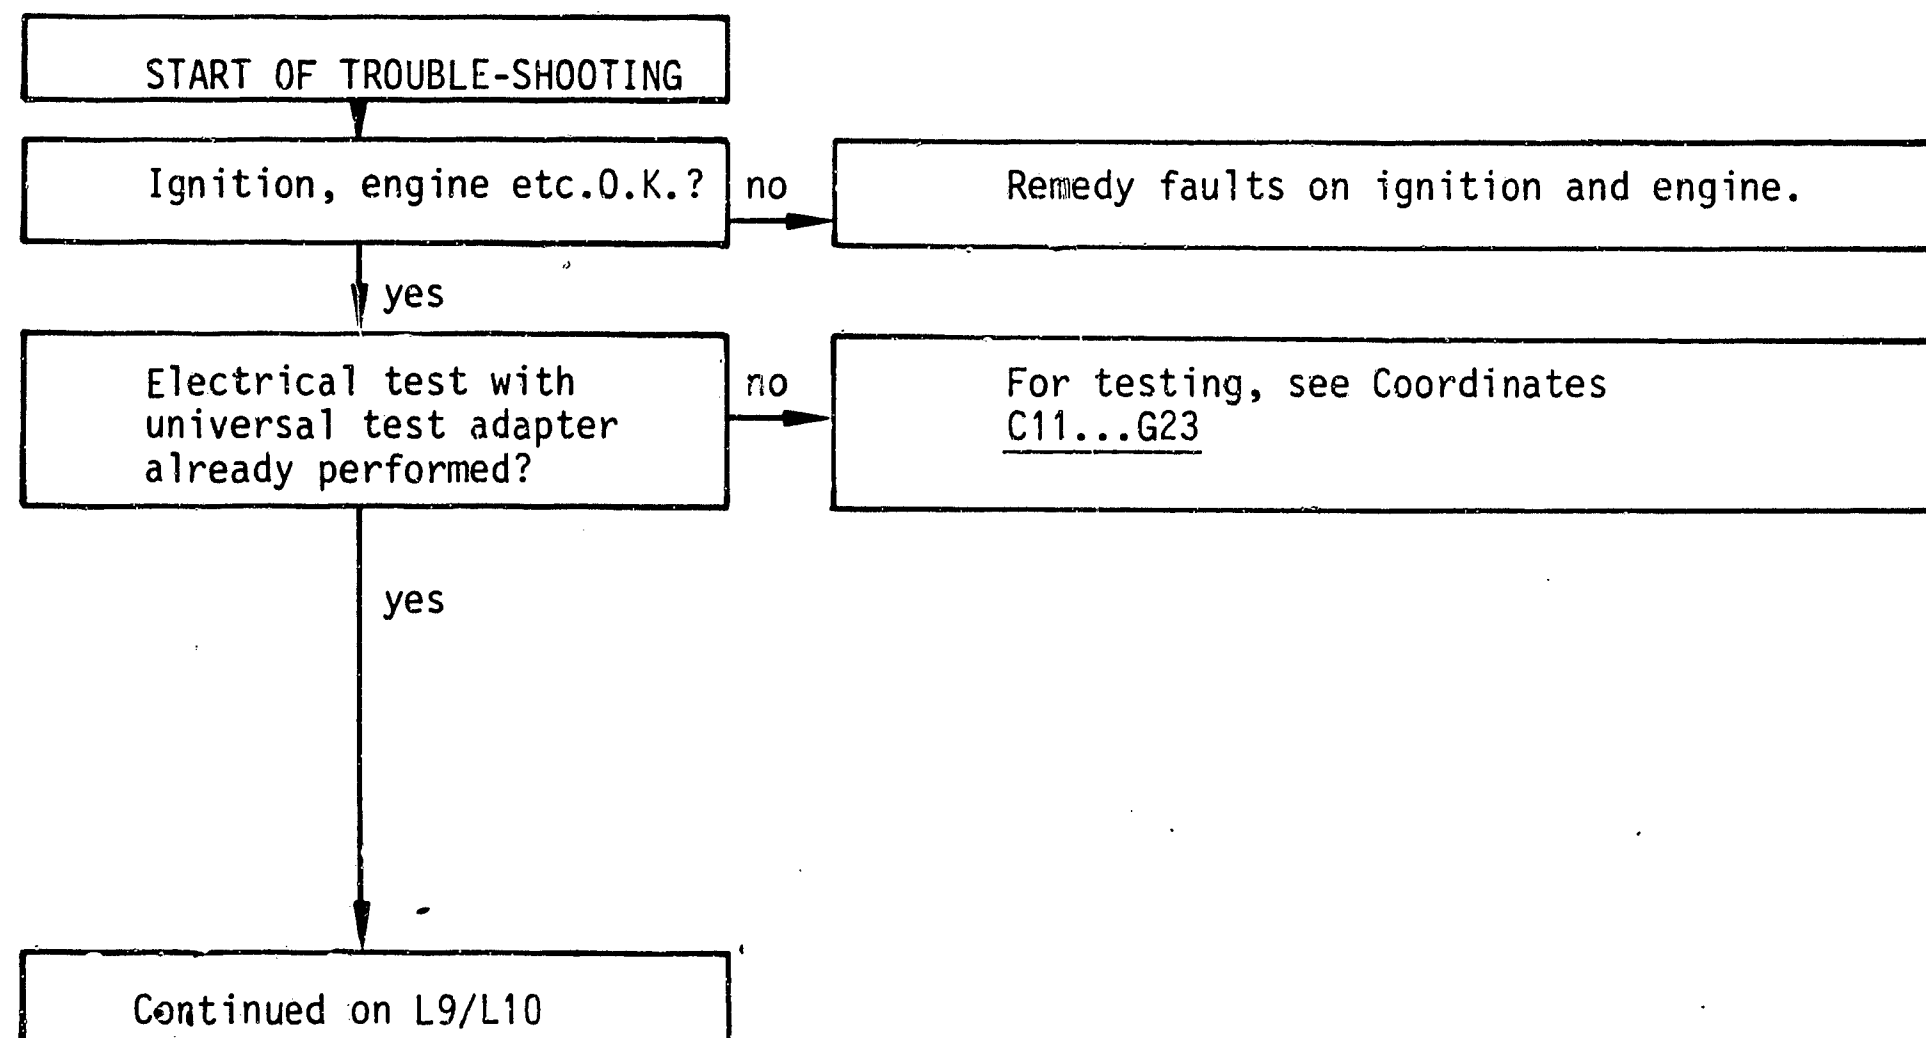 START OF TROUBLE-SHOOTING
Ignition, engine etc.O.K.?
no
Remedy faults on ignition and engine.
yes
Electrical test with
universal test adapter
already performed?
no
For testing, see Coordinates
C11...G23
yes
Continued on L9/L10